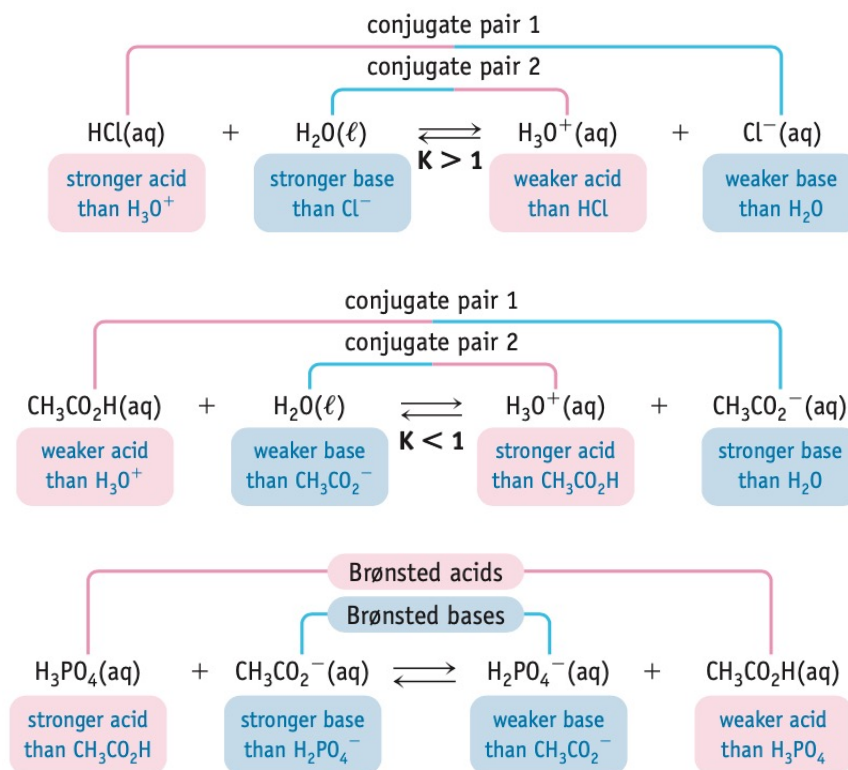 conjugate pair 1
conjugate pair 2
HCl(aq) + H₂O(ℓ) ⇌ H₃O⁺(aq) + Cl⁻(aq)
K > 1
stronger acid than H₃O⁺
stronger base than Cl⁻
weaker acid than HCl
weaker base than H₂O
conjugate pair 1
conjugate pair 2
CH₃CO₂H(aq) + H₂O(ℓ) ⇌ H₃O⁺(aq) + CH₃CO₂⁻(aq)
K < 1
weaker acid than H₃O⁺
weaker base than CH₃CO₂⁻
stronger acid than CH₃CO₂H
stronger base than H₂O
Brønsted acids
Brønsted bases
H₃PO₄(aq) + CH₃CO₂⁻(aq) ⇌ H₂PO₄⁻(aq) + CH₃CO₂H(aq)
stronger acid than CH₃CO₂H
stronger base than H₂PO₄⁻
weaker base than CH₃CO₂⁻
weaker acid than H₃PO₄